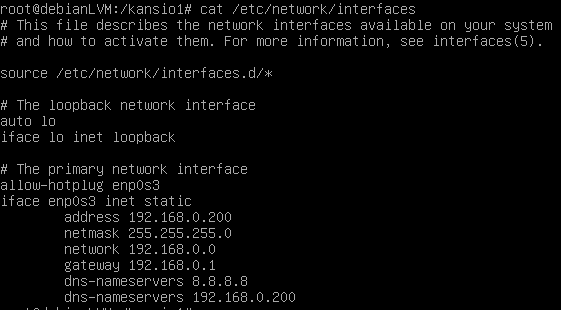 root@debianLVM:/kansio1# cat /etc/network/interfaces
# This file describes the network interfaces available on your system
# and how to activate them. For more information, see interfaces(5).
source /etc/network/interfaces.d/*
# The loopback network interface
auto lo
iface lo inet loopback
# The primary network interface
allow-hotplug enp0s3
iface enp0s3 inet static
address 192.168.0.200
netmask 255.255.255.0
network 192.168.0.0
gateway 192.168.0.1
dns-nameservers 8.8.8.8
dns-nameservers 192.168.0.200